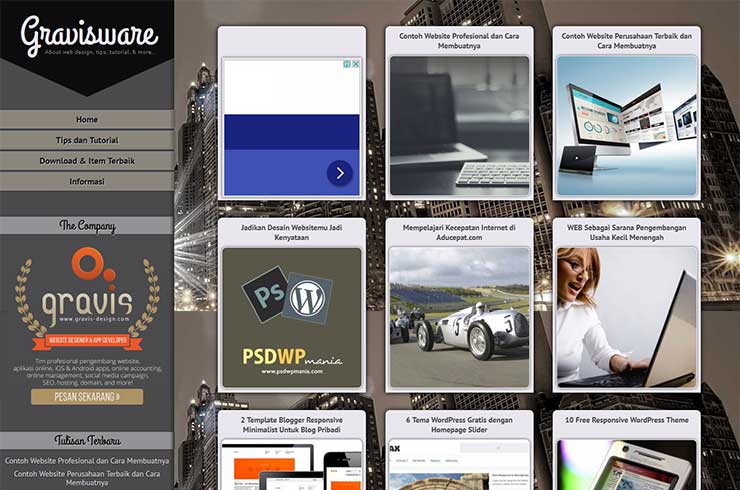 Gravisware
About web design, tips, tutorial, & more...
Home
Tips dan Tutorial
Download & Item Terbaik
Informasi
The Company
gravis
www.gravis-design.com
WEBSITE DESIGNER & APP DEVELOPER
Tim profesional pengembang website,
aplikasi online, iOS & Android apps, online
accounting, online management, social media campaign,
SEO, hosting, domain, and more!
PESAN SEKARANG »
Tulisan Terbaru
Contoh Website Profesional dan Cara Membuatnya
Contoh Website Perusahaan Terbaik dan Cara
Membuatnya
Contoh Website Profesional dan Cara
Membuatnya
Contoh Website Perusahaan Terbaik dan
Cara Membuatnya
Jadikan Desain Websitemu Jadi
Kenyataan
Ps
W
PSDWP
mania
www.psdwpmania.com
Mempelajari Kecepatan Internet di
Aducepat.com
5
WEB Sebagai Sarana Pengembangan
Usaha Kecil Menengah
2 Template Blogger Responsive
Minimalist Untuk Blog Pribadi
6 Tema WordPress Gratis dengan
Homepage Slider
AX
10 Free Responsive WordPress Theme